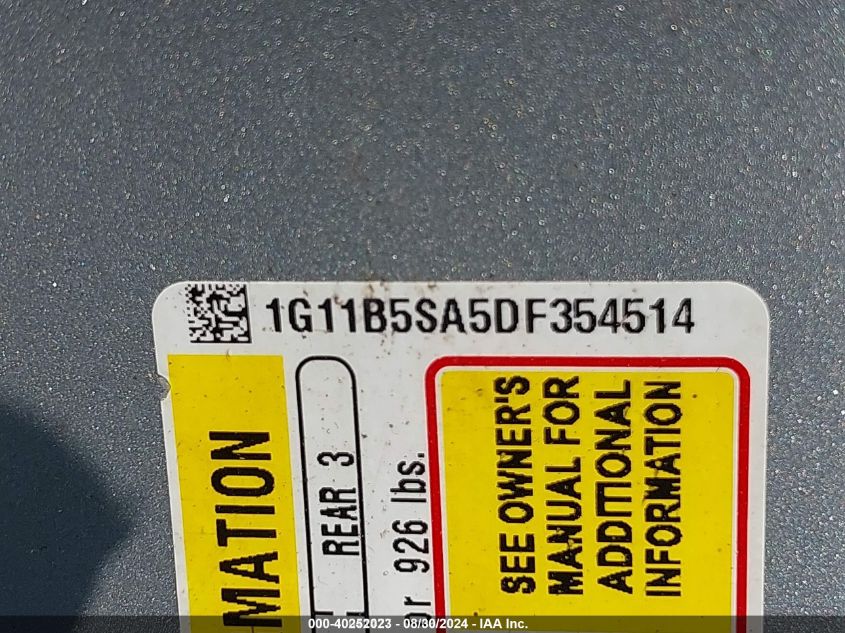 1G11B5SA5DF354514
MATION
REAR 3
or 926 lbs.
SEE OWNER'S
MANUAL FOR
ADDITIONAL
INFORMATION
000-40252023 - 08/30/2024 - IAA Inc.